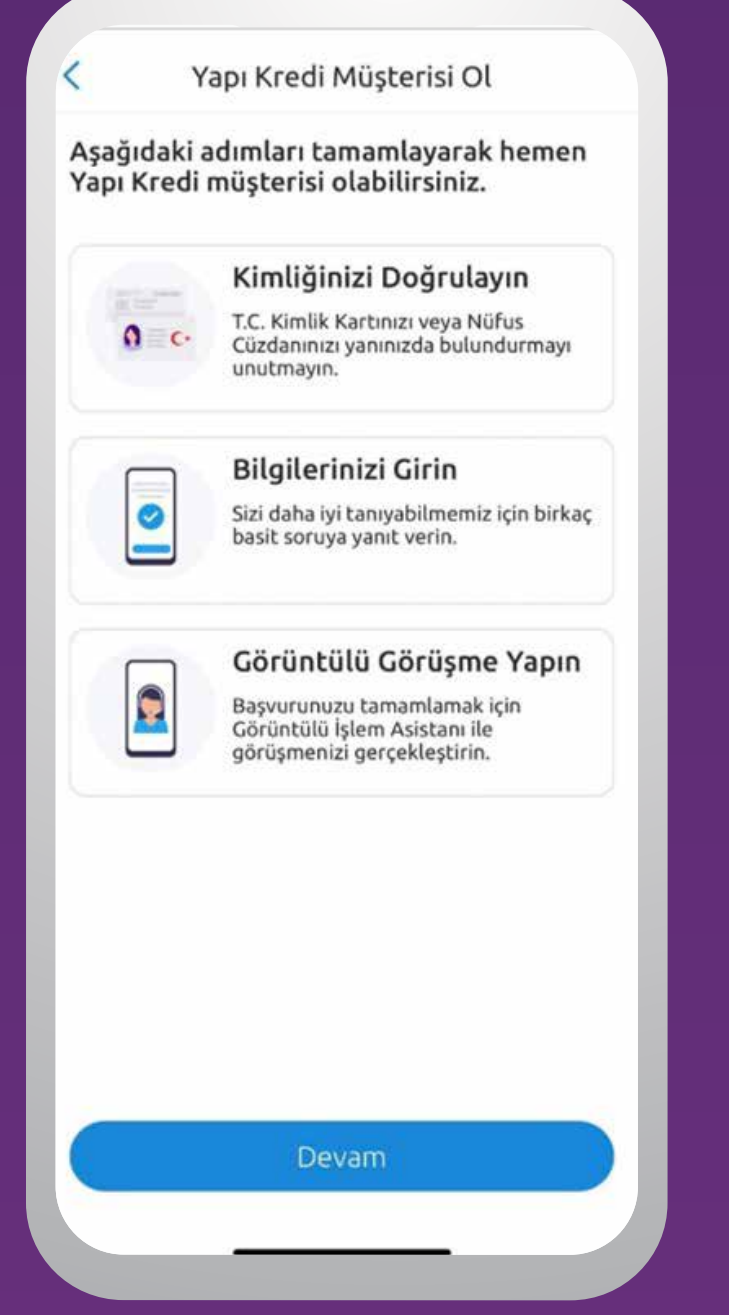 Yapı Kredi Müşterisi Ol
Aşağıdaki adımları tamamlayarak hemen
Yapı Kredi müşterisi olabilirsiniz.
Kimliğinizi Doğrulayın
T.C. Kimlik Kartınızı veya Nüfus
Cüzdanınızı yanınızda bulundurmayı
unutmayın.
Bilgilerinizi Girin
Sizi daha iyi tanıyabilmemiz için birkaç
basit soruya yanıt verin.
Görüntülü Görüşme Yapın
Başvurunuzu tamamlamak için
Görüntülü İşlem Asistanı ile
görüşmenizi gerçekleştirin.
Devam